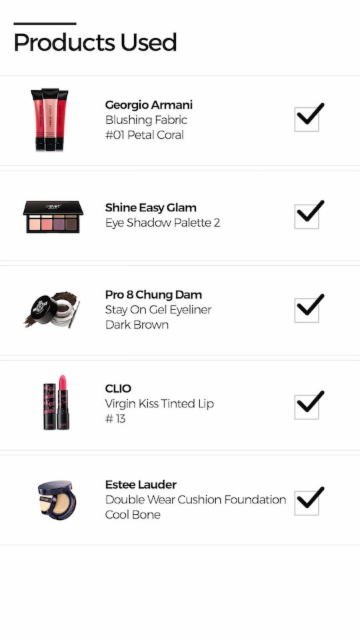 Products Used
Georgio Armani
Blushing Fabric
#01 Petal Coral
Shine Easy Glam
Eye Shadow Palette 2
Pro 8 Chung Dam
Stay On Gel Eyeliner
Dark Brown
CLIO
Virgin Kiss Tinted Lip
# 13
Estee Lauder
Double Wear Cushion Foundation
Cool Bone